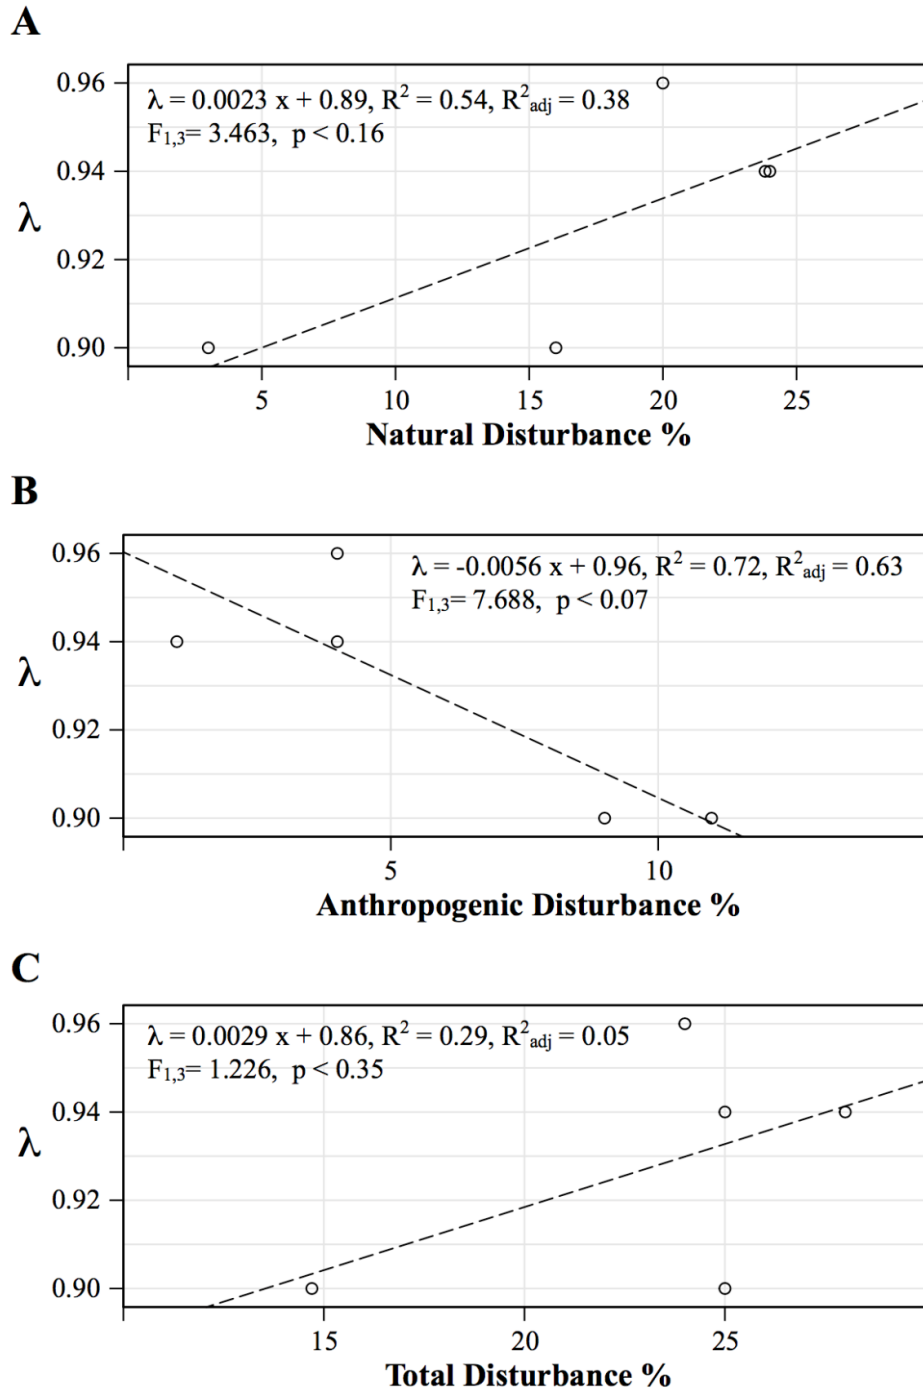 A
λ = 0.0023 x + 0.89, R² = 0.54, R²adj = 0.38
F1,3= 3.463, p < 0.16
0.96
0.94
0.92
0.90
λ
5 10 15 20 25
Natural Disturbance %
B
λ = -0.0056 x + 0.96, R² = 0.72, R²adj = 0.63
F1,3= 7.688, p < 0.07
0.96
0.94
0.92
0.90
λ
5 10
Anthropogenic Disturbance %
C
λ = 0.0029 x + 0.86, R² = 0.29, R²adj = 0.05
F1,3= 1.226, p < 0.35
0.96
0.94
0.92
0.90
λ
15 20 25
Total Disturbance %